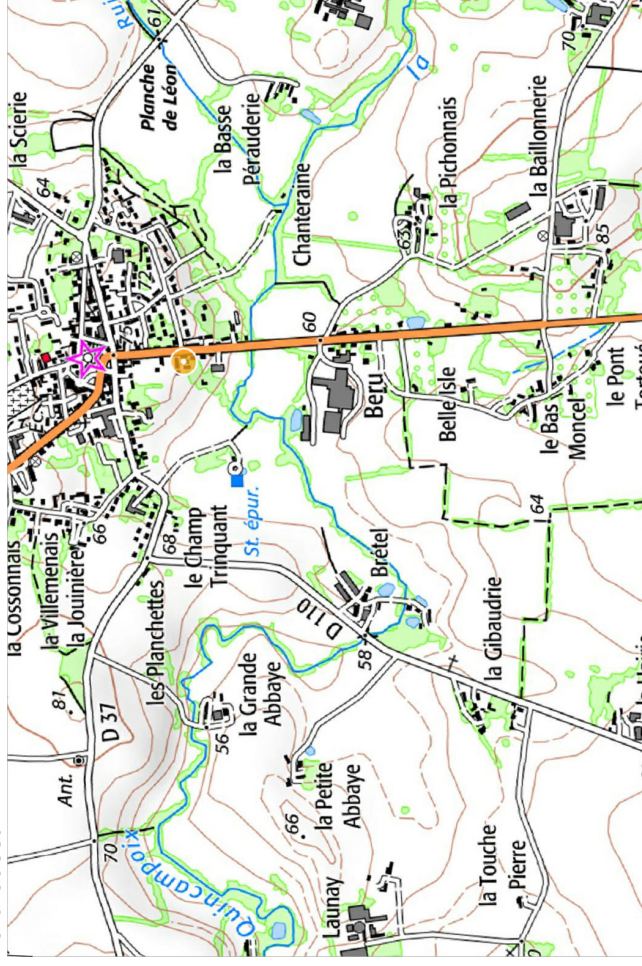 Launay
Quincampoix
70
Ant.
D 37
81
la Cossonnais
la Villemenais
la Jouinière
66
la Scierie
64
Planche
de Léon
61
Rui
les Planchettes
68
le Champ
Trinquant
56
la Grande
Abbaye
66
la Petite
Abbaye
St. épur.
72
la Basse
Pérauderie
D 110
58
Brétel
Chanteraine
60
Beru
la
63
la Pichonnais
la Touche
Pierre
la Gibaudrie
Belle Isle
64
le Bas
Moncel
la Baillonnerie
70
85
le Pont